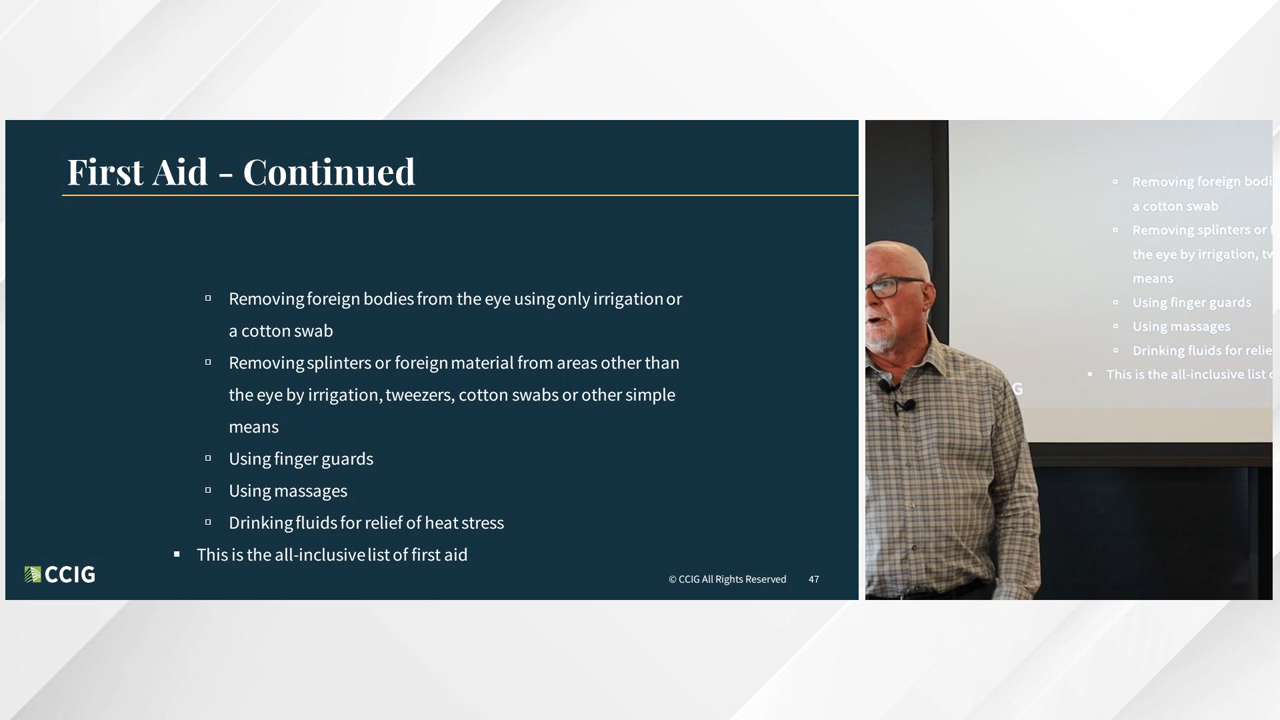 First Aid - Continued
Removing foreign bodies from the eye using only irrigation or
a cotton swab
Removing splinters or foreign material from areas other than
the eye by irrigation, tweezers, cotton swabs or other simple
means
Using finger guards
Using massages
Drinking fluids for relief of heat stress
This is the all-inclusive list of first aid
CCIG
© CCIG All Rights Reserved 47
Removing foreign
a cotton swab
Removing splinters or
the eye by irrigation,
means
Using finger guards
Using massages
Drinking fluids for
This is the all-inclusive list
G